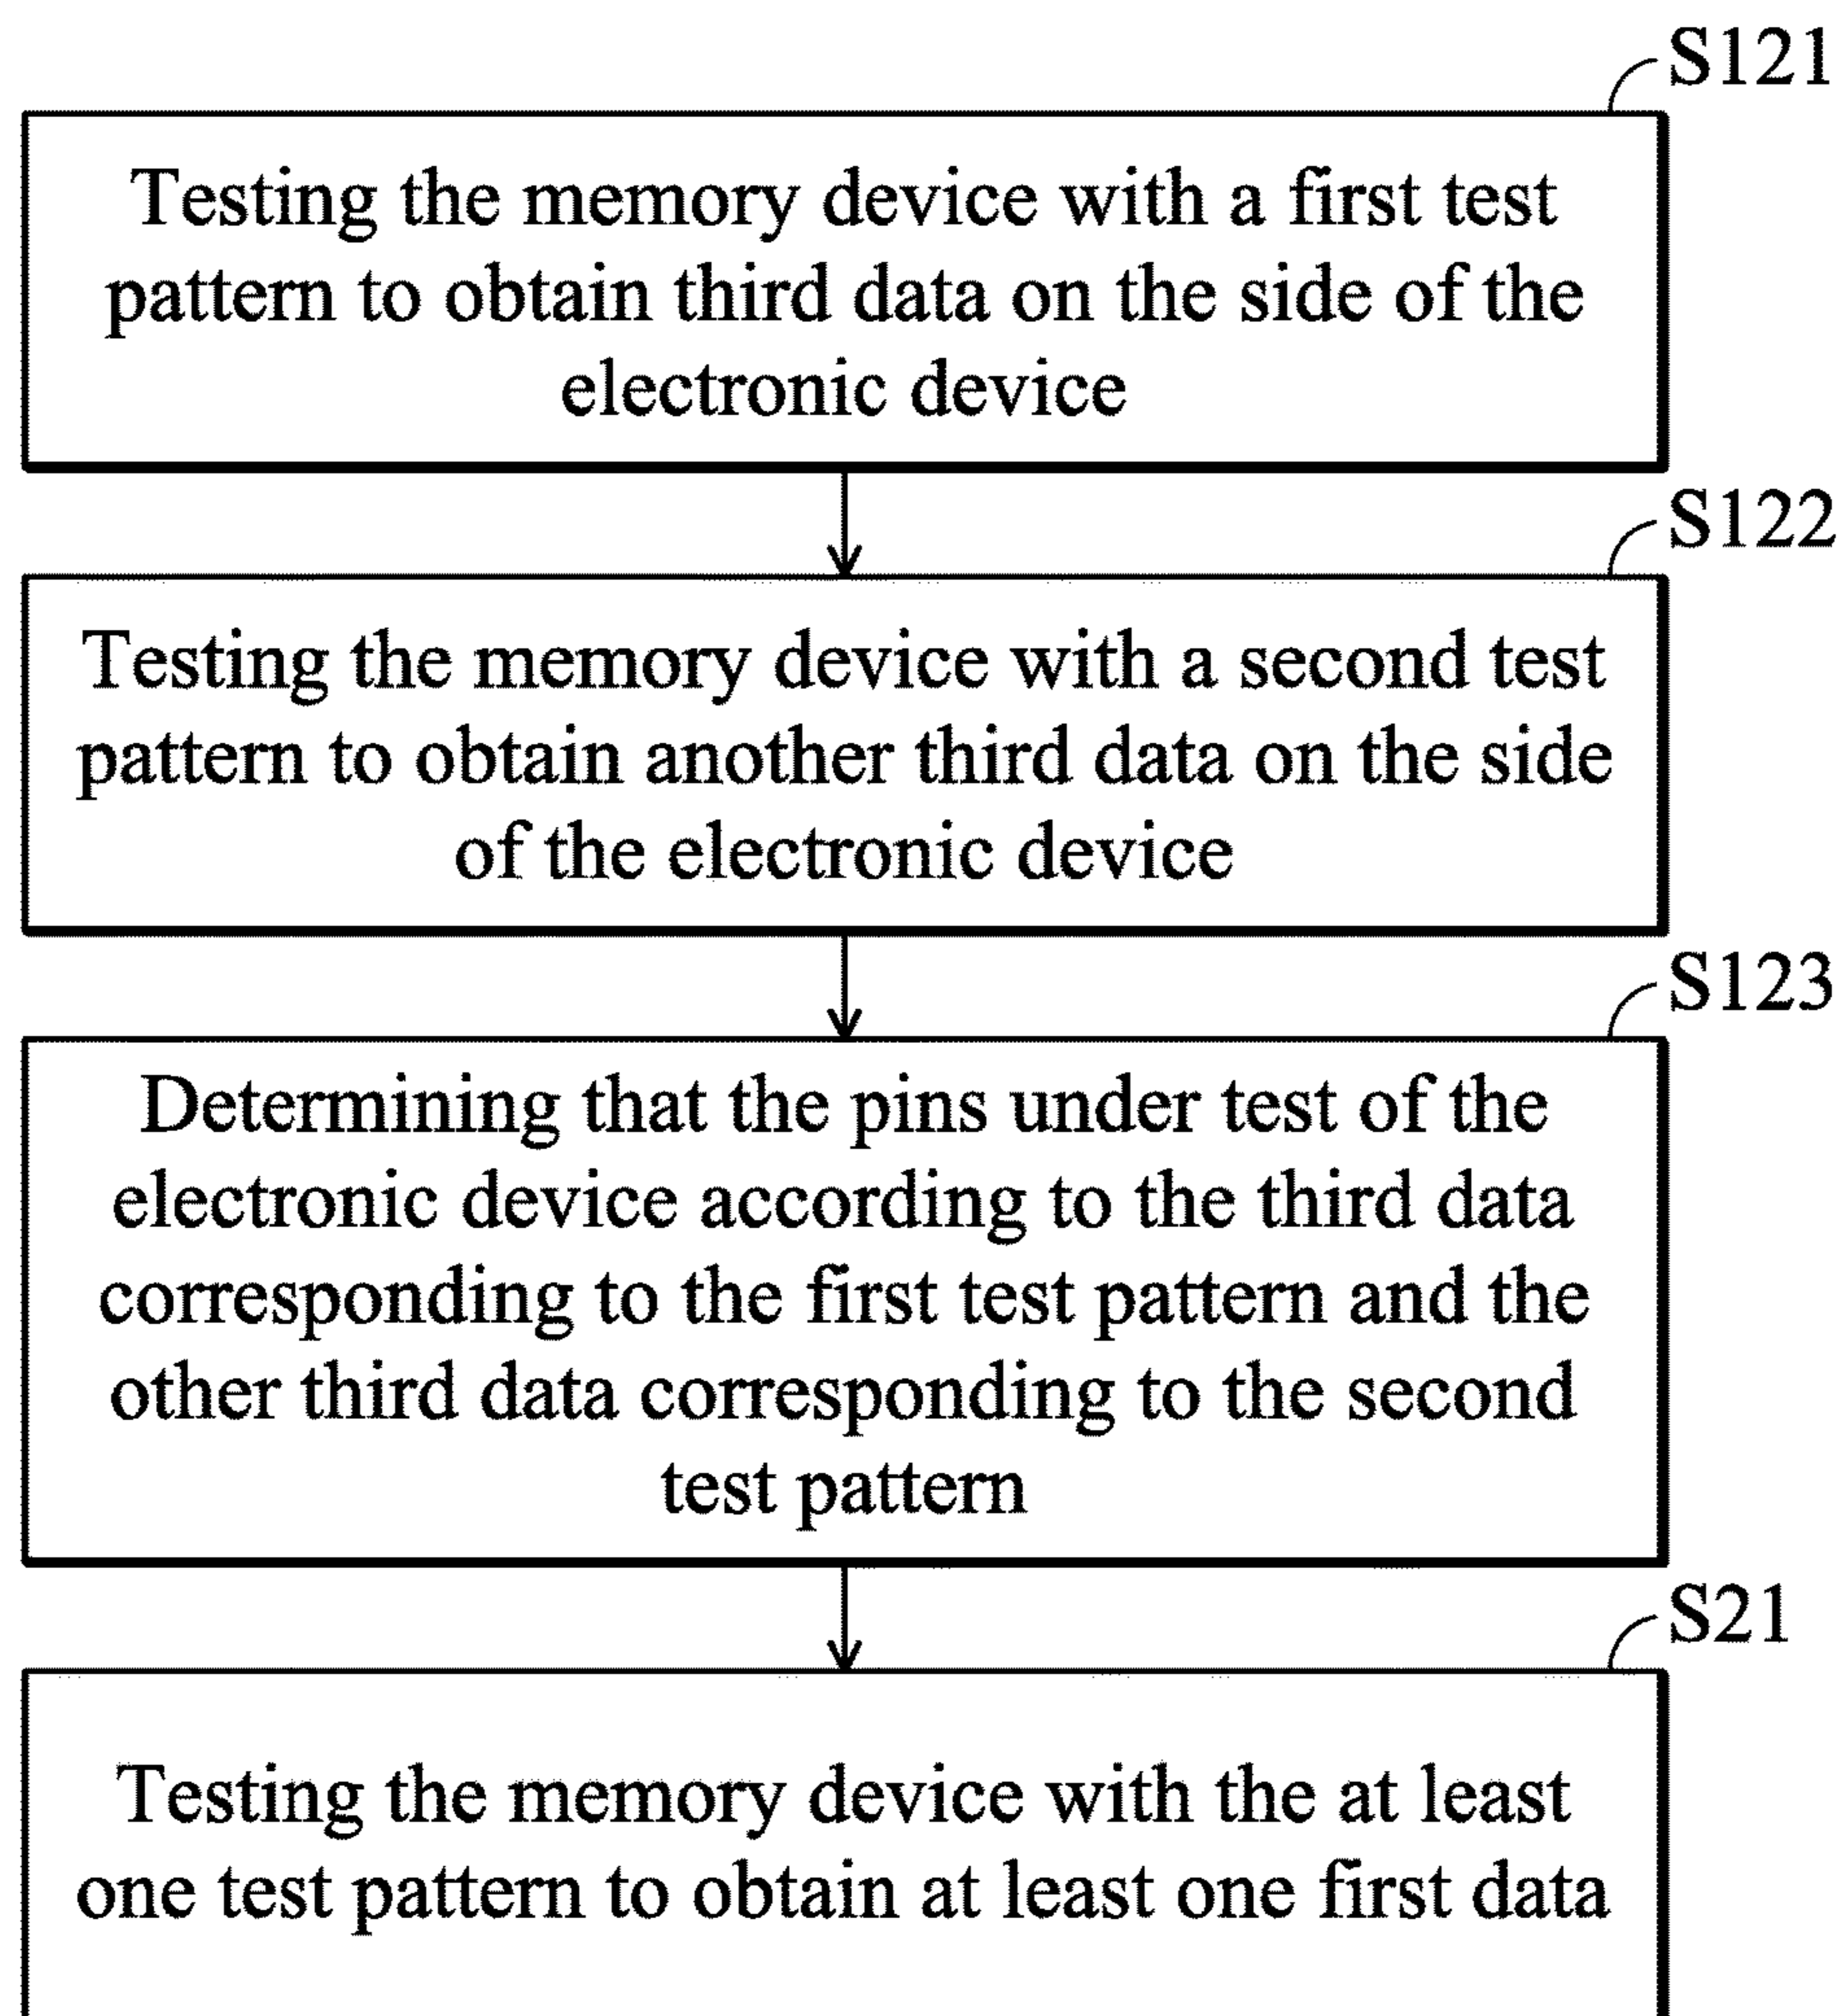 S121
Testing the memory device with a first test
pattern to obtain third data on the side of the
electronic device
S122
Testing the memory device with a second test
pattern to obtain another third data on the side
of the electronic device
S123
Determining that the pins under test of the
electronic device according to the third data
corresponding to the first test pattern and the
other third data corresponding to the second
test pattern
S21
Testing the memory device with the at least
one test pattern to obtain at least one first data